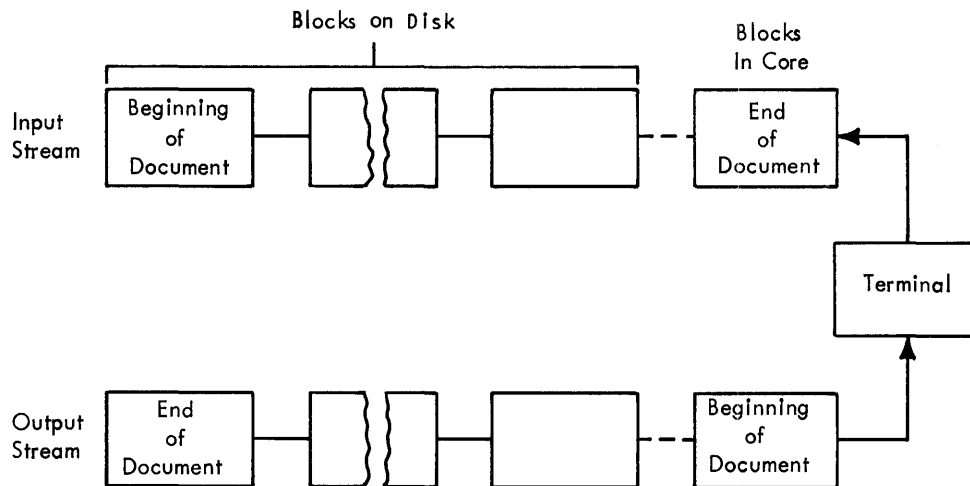 Blocks on Disk
Blocks
In Core
Input
Stream
Beginning
of
Document
End
of
Document
Terminal
Output
Stream
End
of
Document
Beginning
of
Document